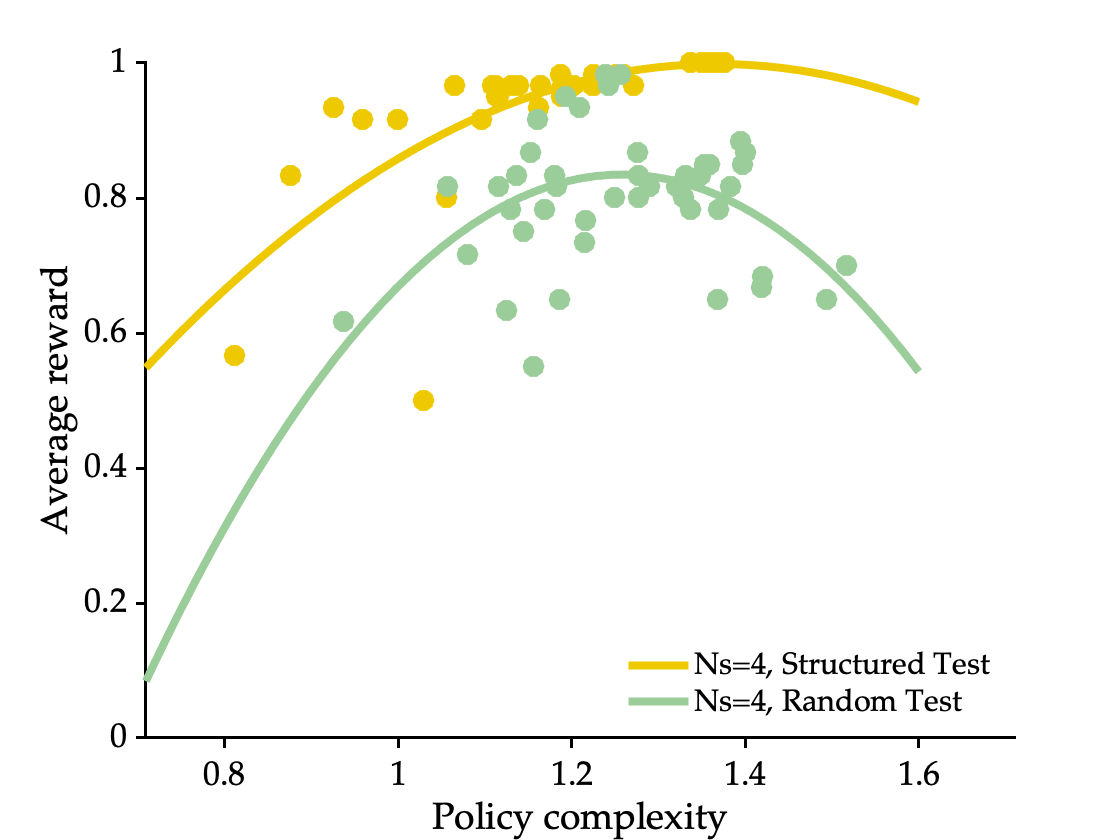 1
0.8
0.6
0.4
0.2
0
Average reward
Ns=4, Structured Test
Ns=4, Random Test
0.8 1 1.2 1.4 1.6
Policy complexity